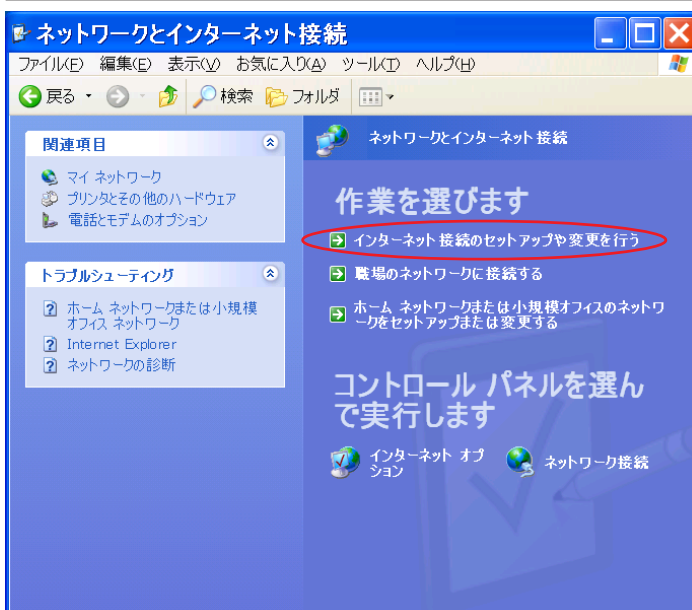 ネットワークとインターネット接続
ファイル(F) 編集(E) 表示(V) お気に入り(A) ツール(T) ヘルプ(H)
戻る 検索 フォルダ
関連項目
マイ ネットワーク
プリンタとその他のハードウェア
電話とモデムのオプション
トラブルシューティング
ホーム ネットワークまたは小規模
オフィス ネットワーク
Internet Explorer
ネットワークの診断
ネットワークとインターネット接続
作業を選びます
インターネット接続のセットアップや変更を行う
職場のネットワークに接続する
ホーム ネットワークまたは小規模オフィスのネットワ
ークをセットアップまたは変更する
コントロール パネルを選ん
で実行します
インターネット オプ
ション
ネットワーク接続